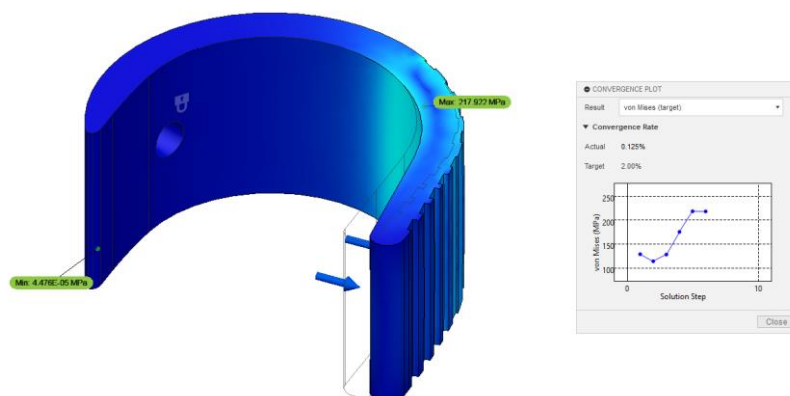 Max: 217.922 MPa
Min: 4.476E-05 MPa
CONVERGENCE PLOT
Result von Mises (target)
Convergence Rate
Actual 0.125%
Target 2.00%
von Mises (MPa)
250
200
150
100
0 10
Solution Step
Close